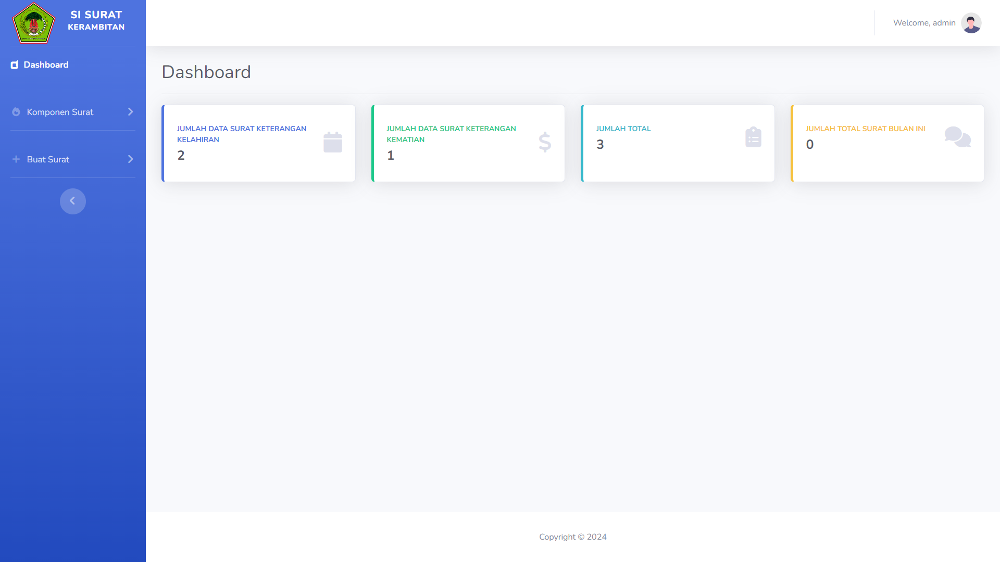 SI SURAT
KERAMBITAN
Welcome, admin
Dashboard
Komponen Surat
Buat Surat
Dashboard
JUMLAH DATA SURAT KETERANGAN
KELAHIRAN
2
JUMLAH DATA SURAT KETERANGAN
KEMATIAN
1
JUMLAH TOTAL
3
JUMLAH TOTAL SURAT BULAN INI
0
Copyright © 2024